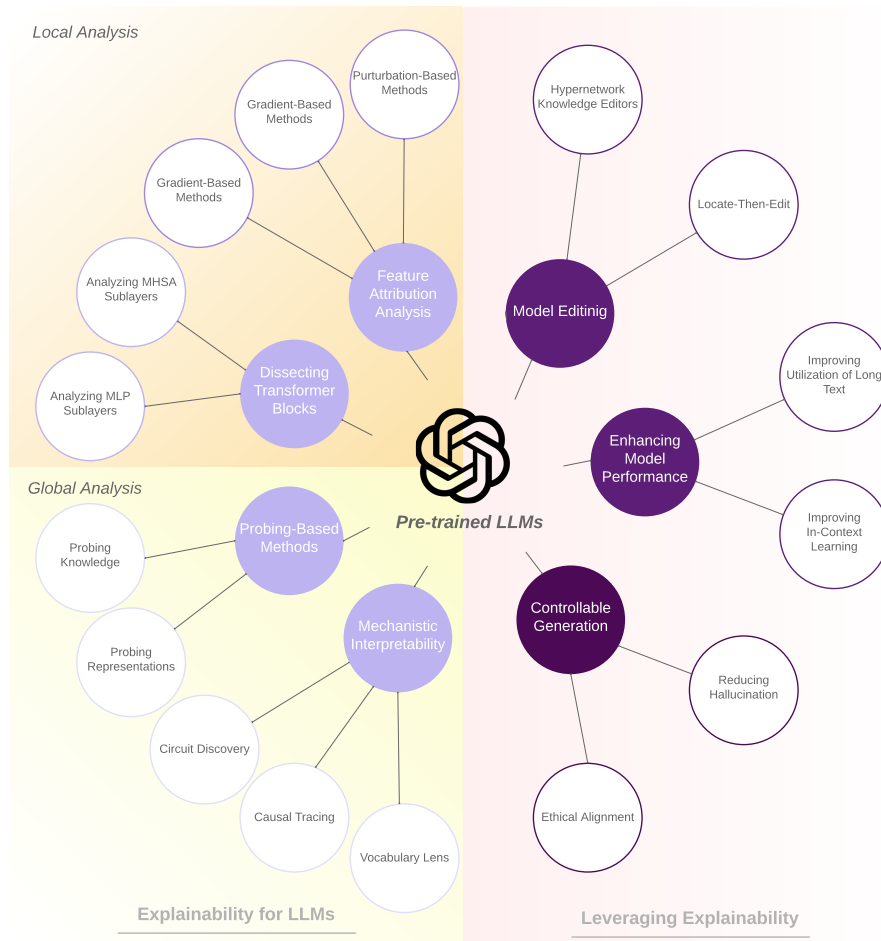 Local Analysis
Purturbation-Based
Methods
Gradient-Based
Methods
Gradient-Based
Methods
Analyzing MHSA
Sublayers
Analyzing MLP
Sublayers
Feature
Attribution
Analysis
Dissecting
Transformer
Blocks
Hypernetwork
Knowledge Editors
Locate-Then-Edit
Model Editinig
Improving
Utilization of Long
Text
Enhancing
Model
Performance
Improving
In-Context
Learning
Pre-trained LLMs
Global Analysis
Probing-Based
Methods
Probing
Knowledge
Probing
Representations
Mechanistic
Interpretability
Circuit Discovery
Causal Tracing
Vocabulary Lens
Controllable
Generation
Reducing
Hallucination
Ethical Alignment
Explainability for LLMs
Leveraging Explainability